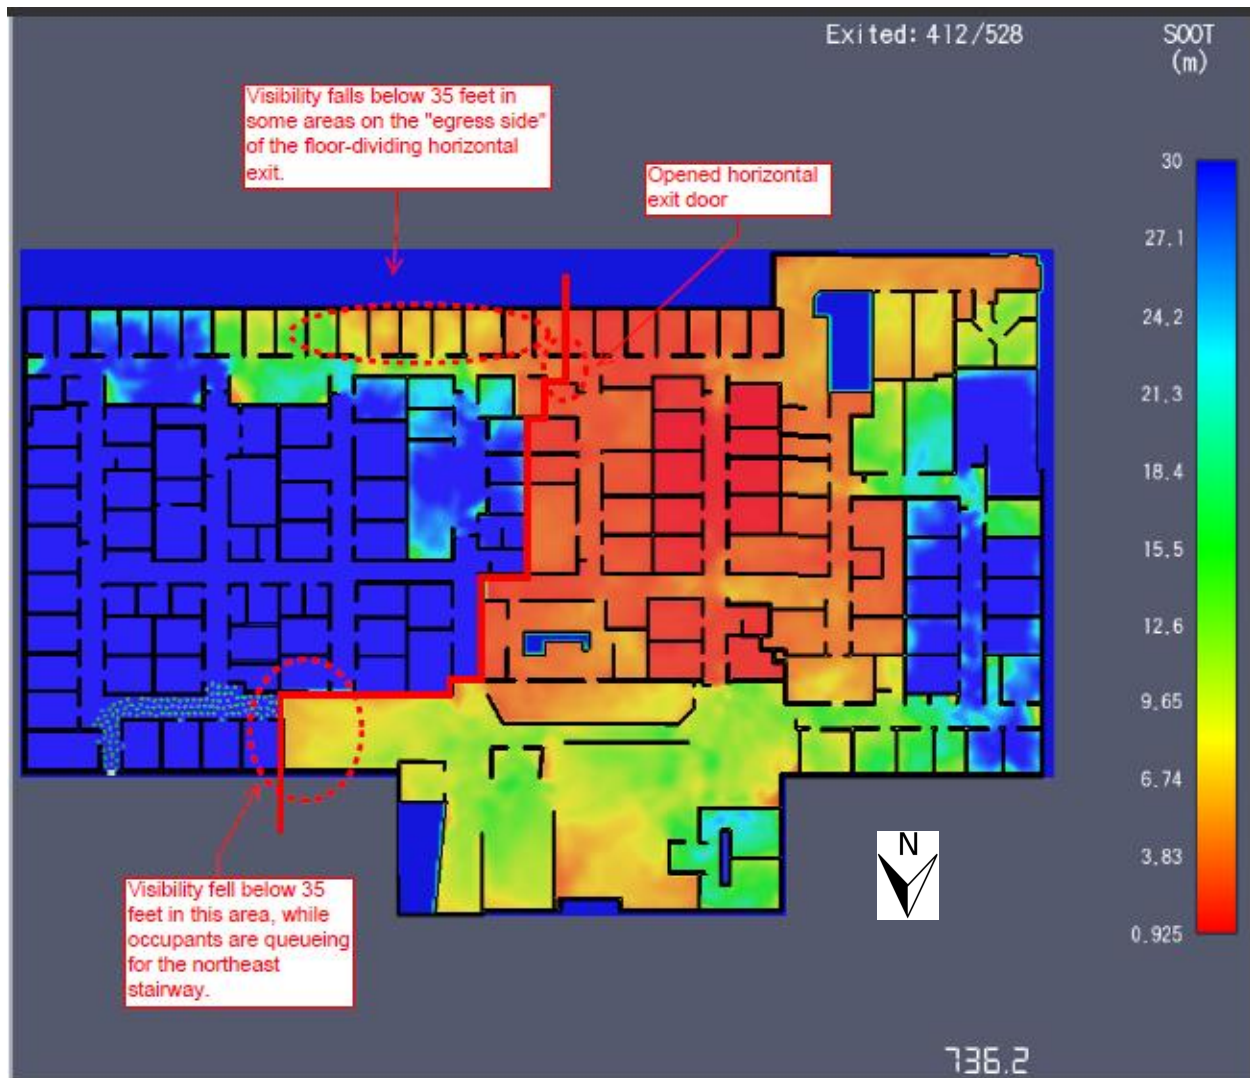 Exited: 412/528
SOOT
(m)
Visibility falls below 35 feet in
some areas on the "egress side"
of the floor-dividing horizontal
exit.
Opened horizontal
exit door
30
27.1
24.2
21.3
18.4
15.5
12.6
9.65
6.74
3.83
0.925
N
Visibility fell below 35
feet in this area, while
occupants are queueing
for the northeast
stairway.
736.2